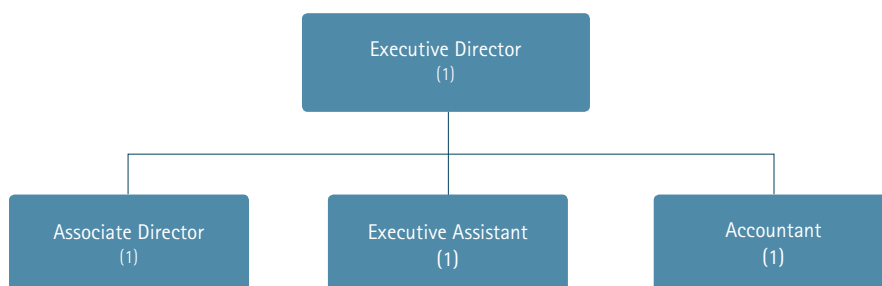 Executive Director
(1)
Associate Director
(1)
Executive Assistant
(1)
Accountant
(1)